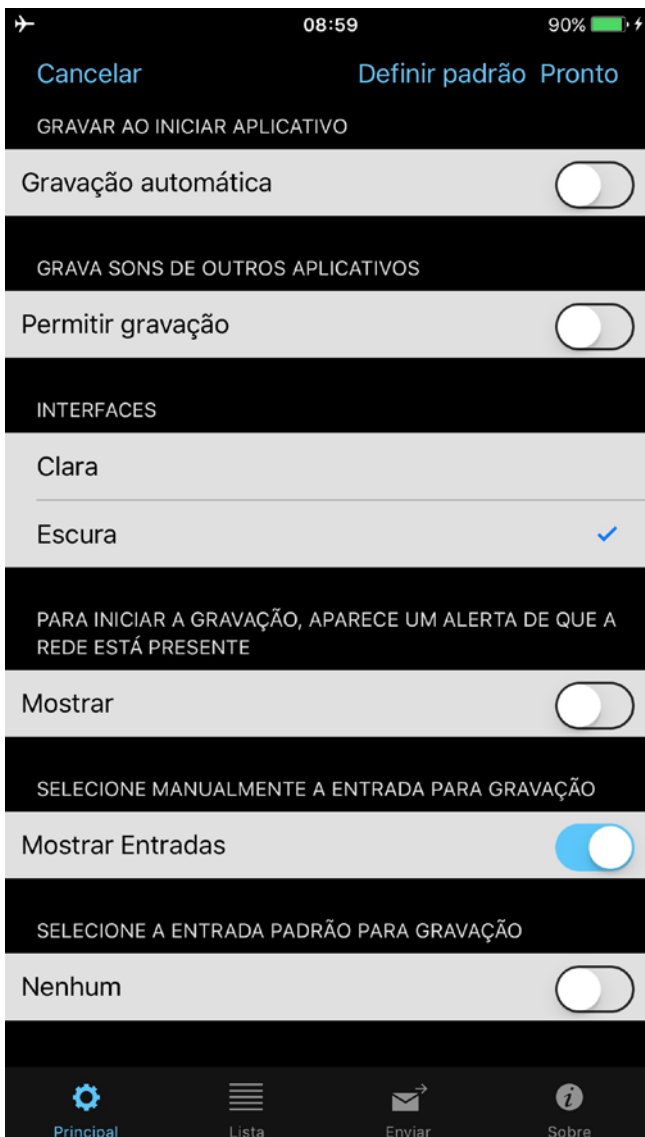 08:59
90%
Cancelar
Definir padrão
Pronto
GRAVAR AO INICIAR APLICATIVO
Gravação automática
GRAVA SONS DE OUTROS APLICATIVOS
Permitir gravação
INTERFACES
Clara
Escura
PARA INICIAR A GRAVAÇÃO, APARECE UM ALERTA DE QUE A
REDE ESTÁ PRESENTE
Mostrar
SELECIONE MANUALMENTE A ENTRADA PARA GRAVAÇÃO
Mostrar Entradas
SELECIONE A ENTRADA PADRÃO PARA GRAVAÇÃO
Nenhum
Principal
Lista
Enviar
Sobre